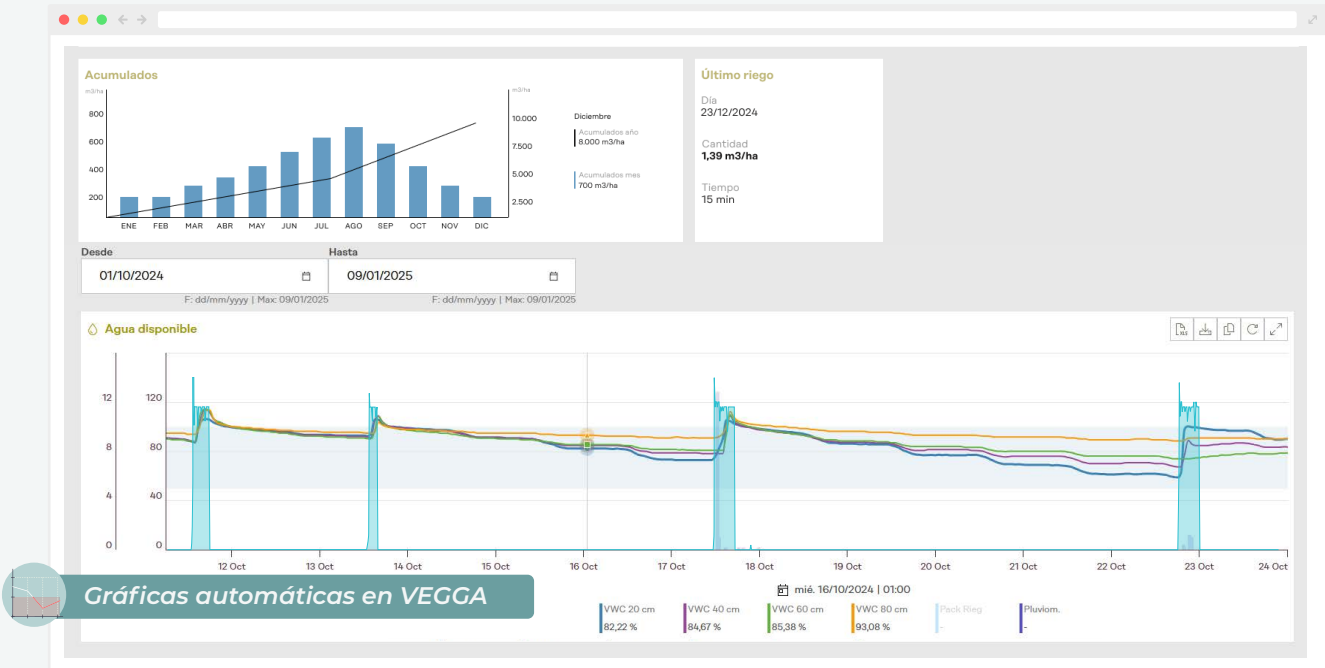 Acumulados
m3/ha
800
600
400
200
ENE FEB MAR ABR MAY JUN JUL AGO SEP OCT NOV DIC
m3/ha
10.000
7.500
5.000
2.500
Diciembre
Acumulados año
8.000 m3/ha
Acumulados mes
700 m3/ha
Último riego
Día
23/12/2024
Cantidad
1,39 m3/ha
Tiempo
15 min
Desde
01/10/2024
F: dd/mm/yyyy | Max: 09/01/2025
Hasta
09/01/2025
F: dd/mm/yyyy | Max: 09/01/2025
Agua disponible
XLS
12 120
8 80
4 40
0 0
12 Oct 13 Oct 14 Oct 15 Oct 16 Oct 17 Oct 18 Oct 19 Oct 20 Oct 21 Oct 22 Oct 23 Oct 24 Oct
mié. 16/10/2024 | 01:00
VWC 20 cm VWC 40 cm VWC 60 cm VWC 80 cm Pack Rieg Pluviom.
82,22 % 84,67 % 85,38 % 93,08 % - -
Gráficas automáticas en VEGGA